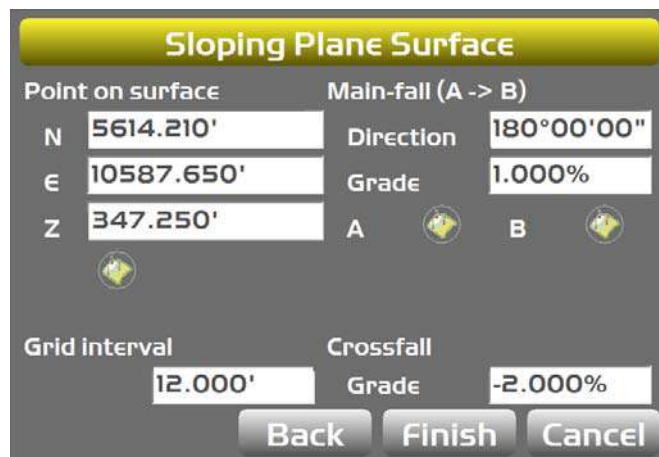 Sloping Plane Surface
Point on surface
Main-fall (A -> B)
N 5614.210'
Direction 180°00'00"
E 10587.650'
Grade 1.000%
Z 347.250'
A B
Grid interval
Crossfall
12.000'
Grade -2.000%
Back Finish Cancel